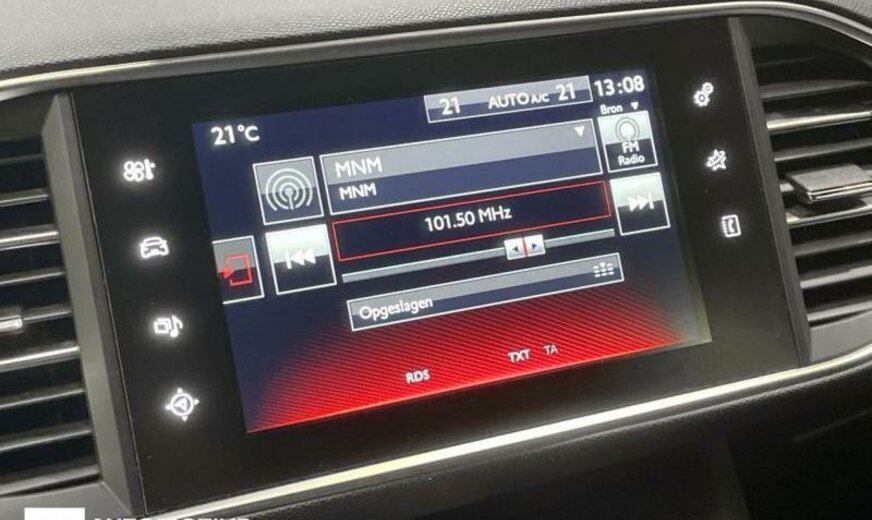 21 AUTO A/C 21
13:08
21°C
Bron
MNM
MNM
FM
Radio
101.50 MHz
Opgeslagen
RDS
TXT TA